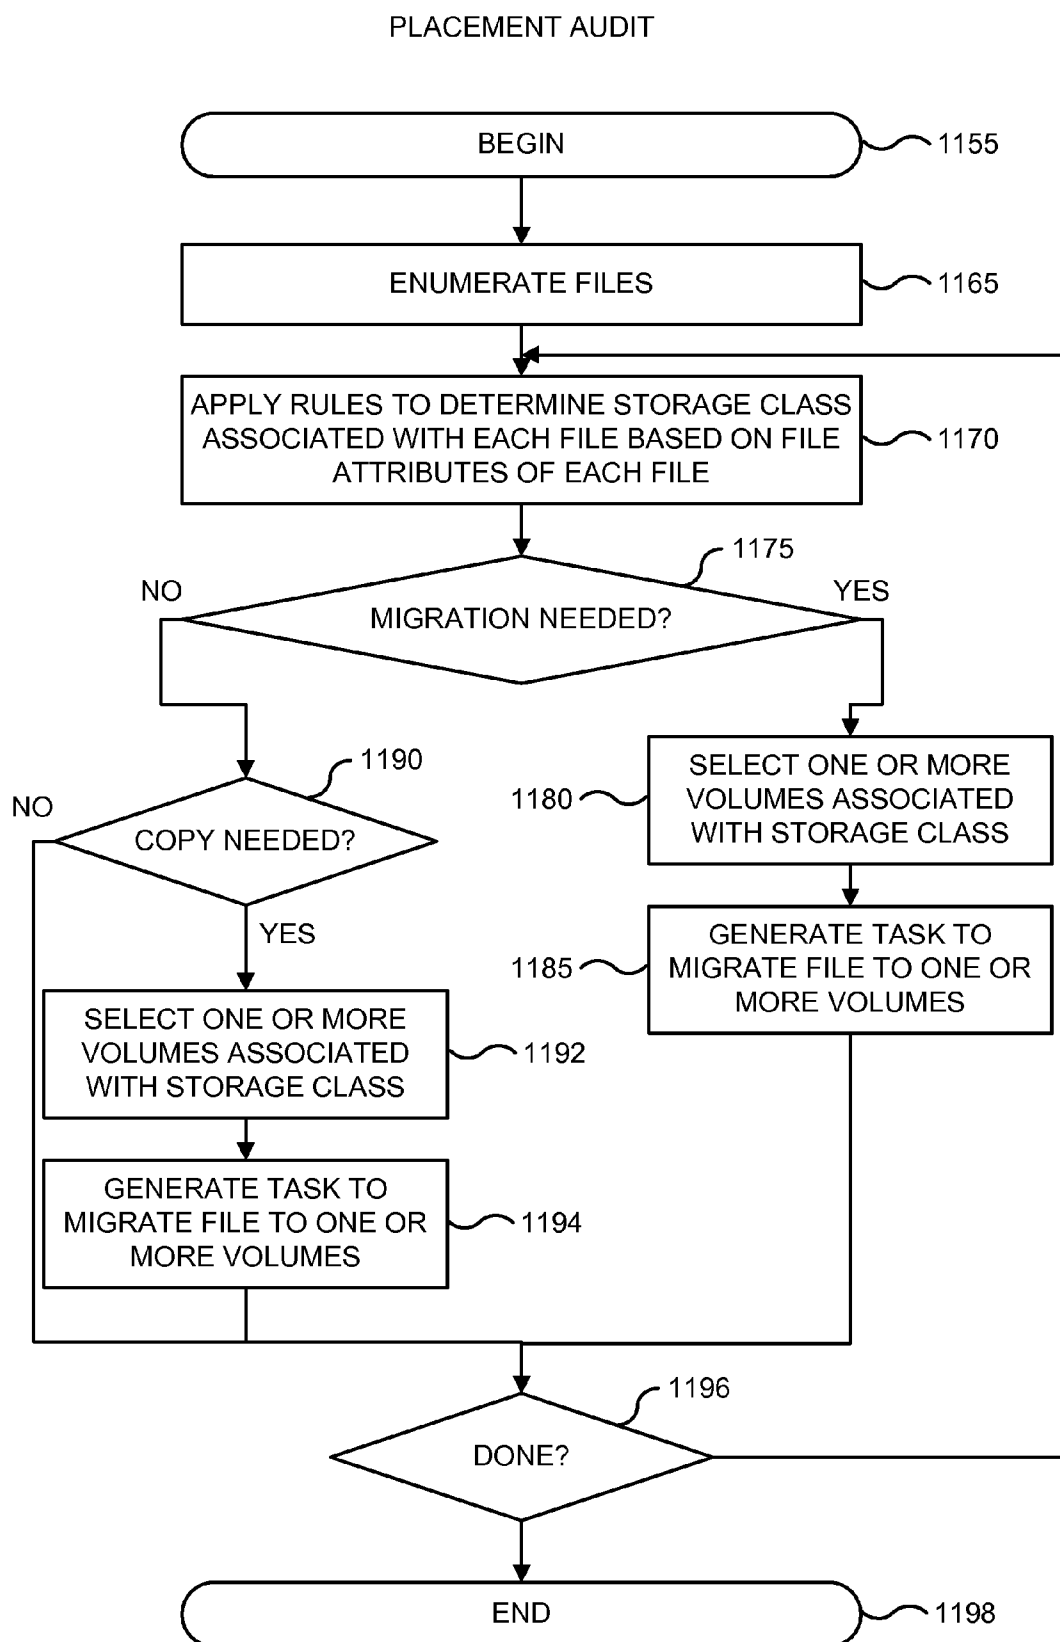 PLACEMENT AUDIT
BEGIN
1155
ENUMERATE FILES
1165
APPLY RULES TO DETERMINE STORAGE CLASS
ASSOCIATED WITH EACH FILE BASED ON FILE
ATTRIBUTES OF EACH FILE
1170
1175
NO
MIGRATION NEEDED?
YES
1190
NO
COPY NEEDED?
YES
1180
SELECT ONE OR MORE
VOLUMES ASSOCIATED
WITH STORAGE CLASS
1185
GENERATE TASK TO
MIGRATE FILE TO ONE OR
MORE VOLUMES
SELECT ONE OR MORE
VOLUMES ASSOCIATED
WITH STORAGE CLASS
1192
GENERATE TASK TO
MIGRATE FILE TO ONE OR
MORE VOLUMES
1194
1196
DONE?
END
1198